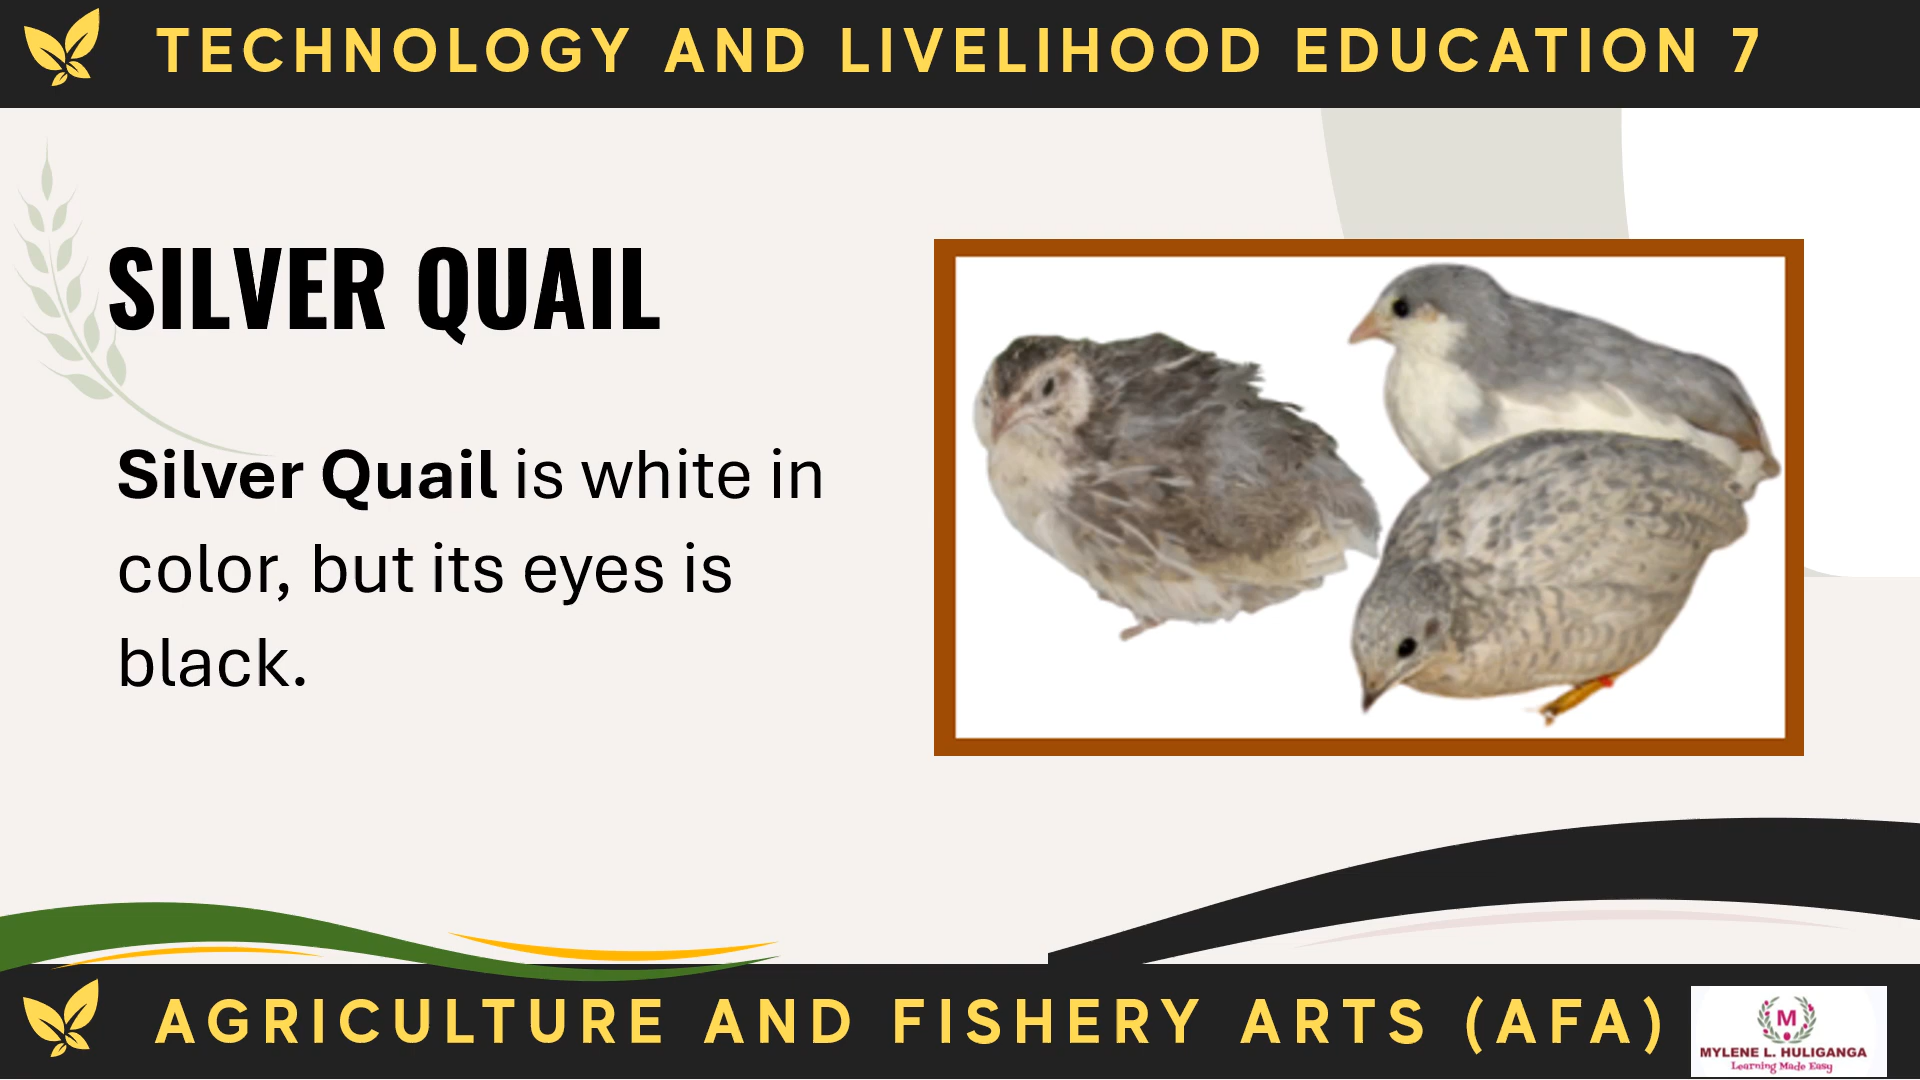 TECHNOLOGY AND LIVELIHOOD EDUCATION 7
SILVER QUAIL
Silver Quail is white in
color, but its eyes is
black.
AGRICULTURE AND FISHERY ARTS (AFA)
M
MYLENE L. HULIGANGA
Learning Made Easy